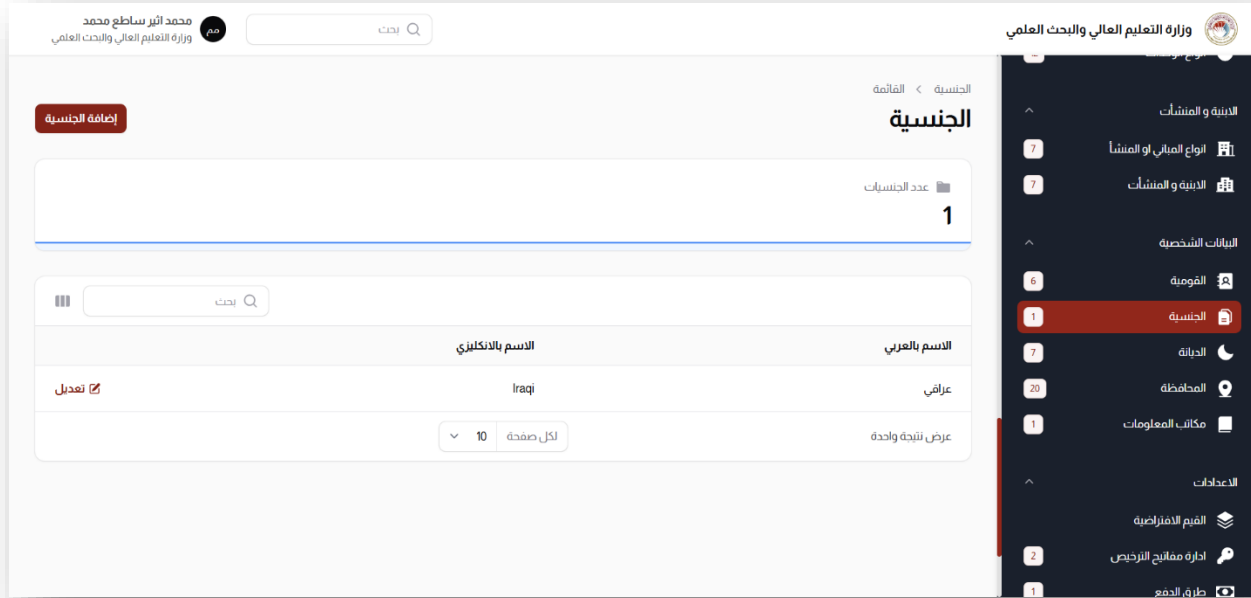 وزارة التعليم العالي والبحث العلمي
بحث
محمد اثير ساطع محمد
وزارة التعليم العالي والبحث العلمي
مم
الابنية و المنشأت
انواع المباني او المنشأ
7
الابنية و المنشأت
7
البيانات الشخصية
القومية
6
الجنسية
1
الديانة
7
المحافظة
20
مكاتب المعلومات
1
الاعدادات
القيم الافتراضية
ادارة مفاتيح الترخيص
2
طرق الدفع
1
الجنسية > القائمة
الجنسية
إضافة الجنسية
عدد الجنسيات
1
بحث
الاسم بالعربي الاسم بالانكليزي
عراقي Iraqi تعديل
عرض نتيجة واحدة لكل صفحة 10